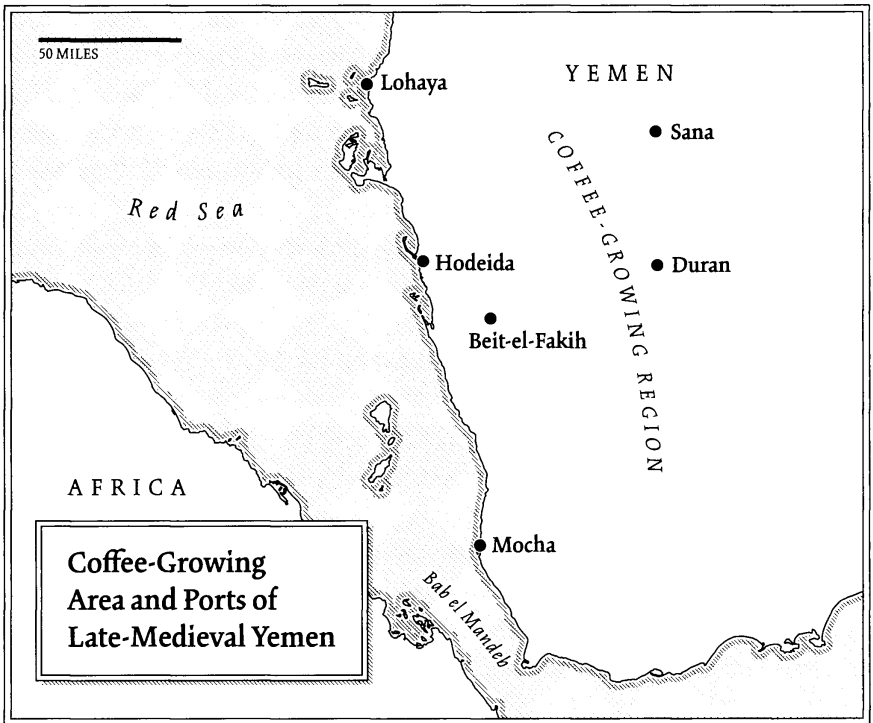 50 MILES
Lohaya
YEMEN
Sana
COFFEE-GROWING REGION
Red Sea
Hodeida
Duran
Beit-el-Fakih
AFRICA
Mocha
Bab el Mandeb
Coffee-Growing
Area and Ports of
Late-Medieval Yemen